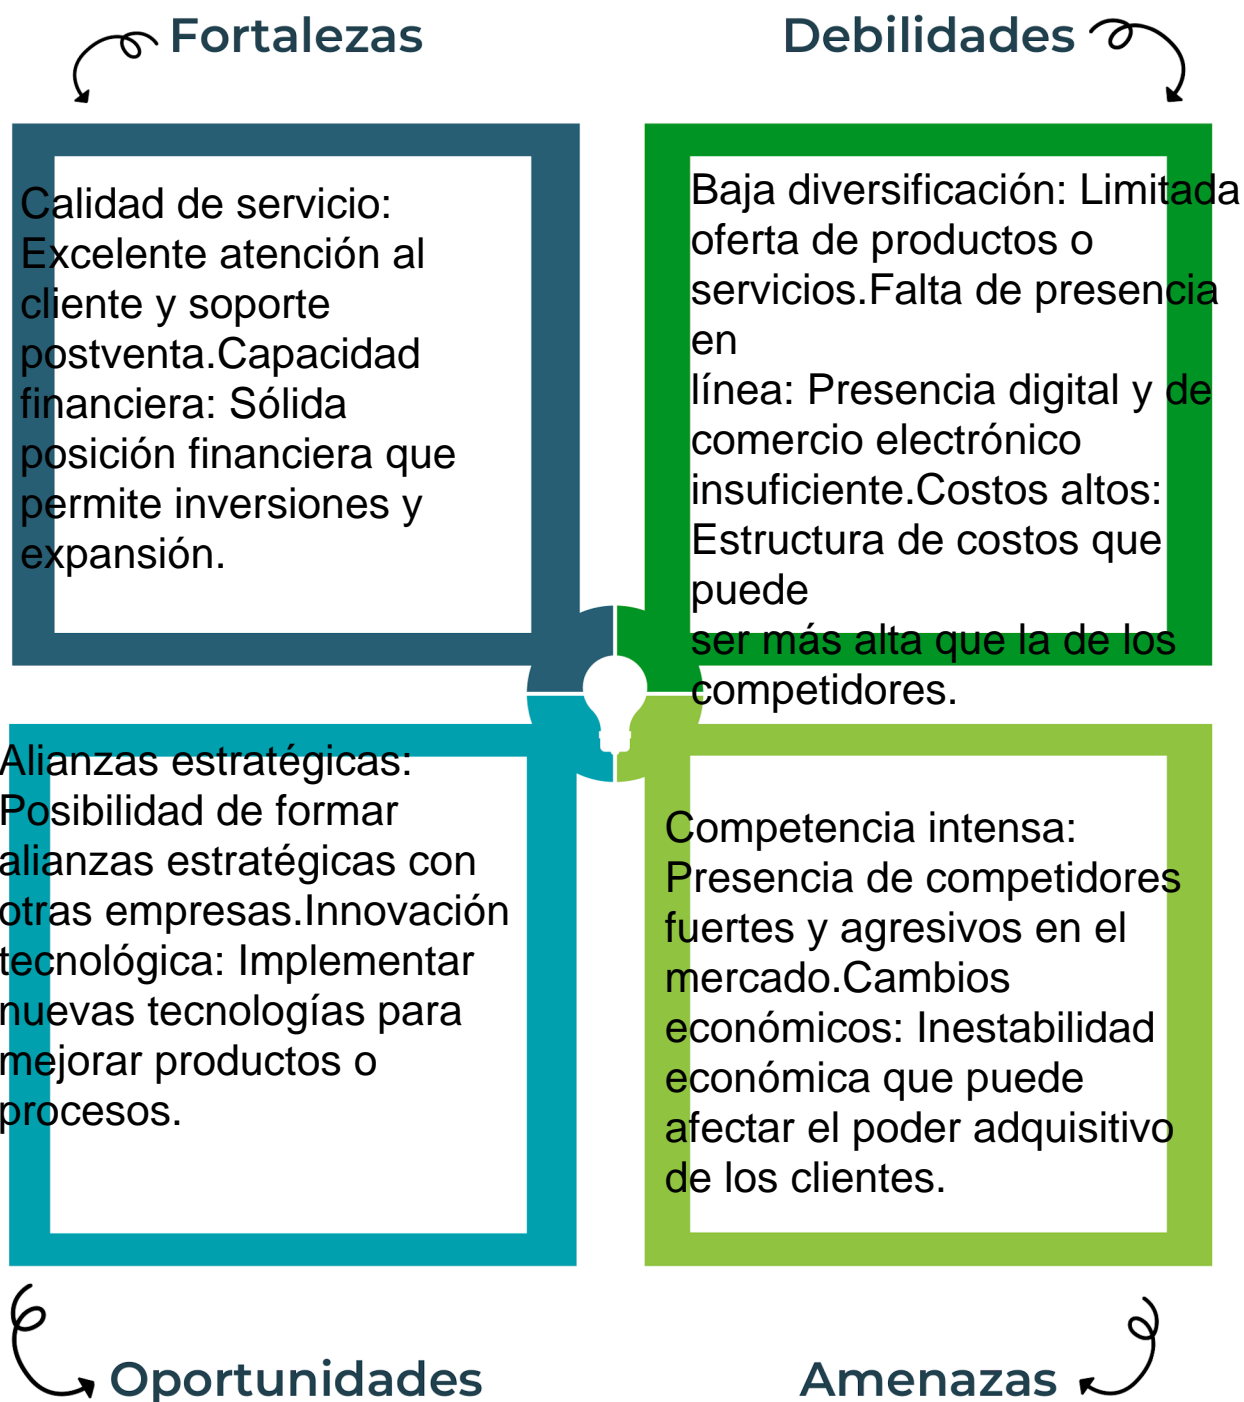 Fortalezas
Calidad de servicio:
Excelente atención al
cliente y soporte
postventa.Capacidad
financiera: Sólida
posición financiera que
permite inversiones y
expansión.
Debilidades
Baja diversificación: Limitada
oferta de productos o
servicios.Falta de presencia
en
línea: Presencia digital y de
comercio electrónico
insuficiente.Costos altos:
Estructura de costos que
puede
ser más alta que la de los
competidores.
Alianzas estratégicas:
Posibilidad de formar
alianzas estratégicas con
otras empresas.Innovación
tecnológica: Implementar
nuevas tecnologías para
mejorar productos o
procesos.
Oportunidades
Competencia intensa:
Presencia de competidores
fuertes y agresivos en el
mercado.Cambios
económicos: Inestabilidad
económica que puede
afectar el poder adquisitivo
de los clientes.
Amenazas